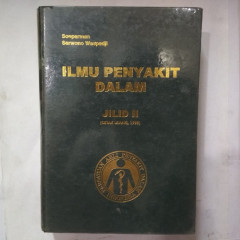 Soeparman
Sarwono Waspadji
ILMU PENYAKIT
DALAM
JILID II